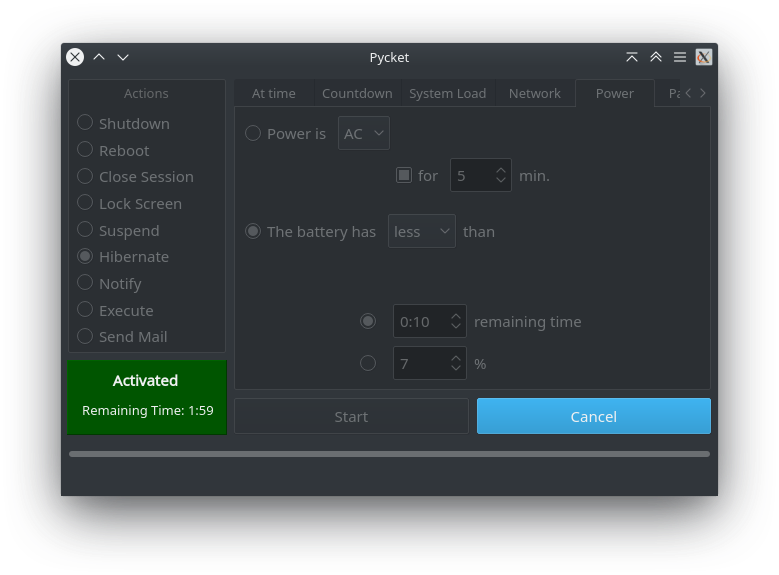 Pycket
Actions
Shutdown
Reboot
Close Session
Lock Screen
Suspend
Hibernate
Notify
Execute
Send Mail
Activated
Remaining Time: 1:59
At time Countdown System Load Network Power
Power is AC
for 5 min.
The battery has less than
0:10 remaining time
7 %
Start Cancel